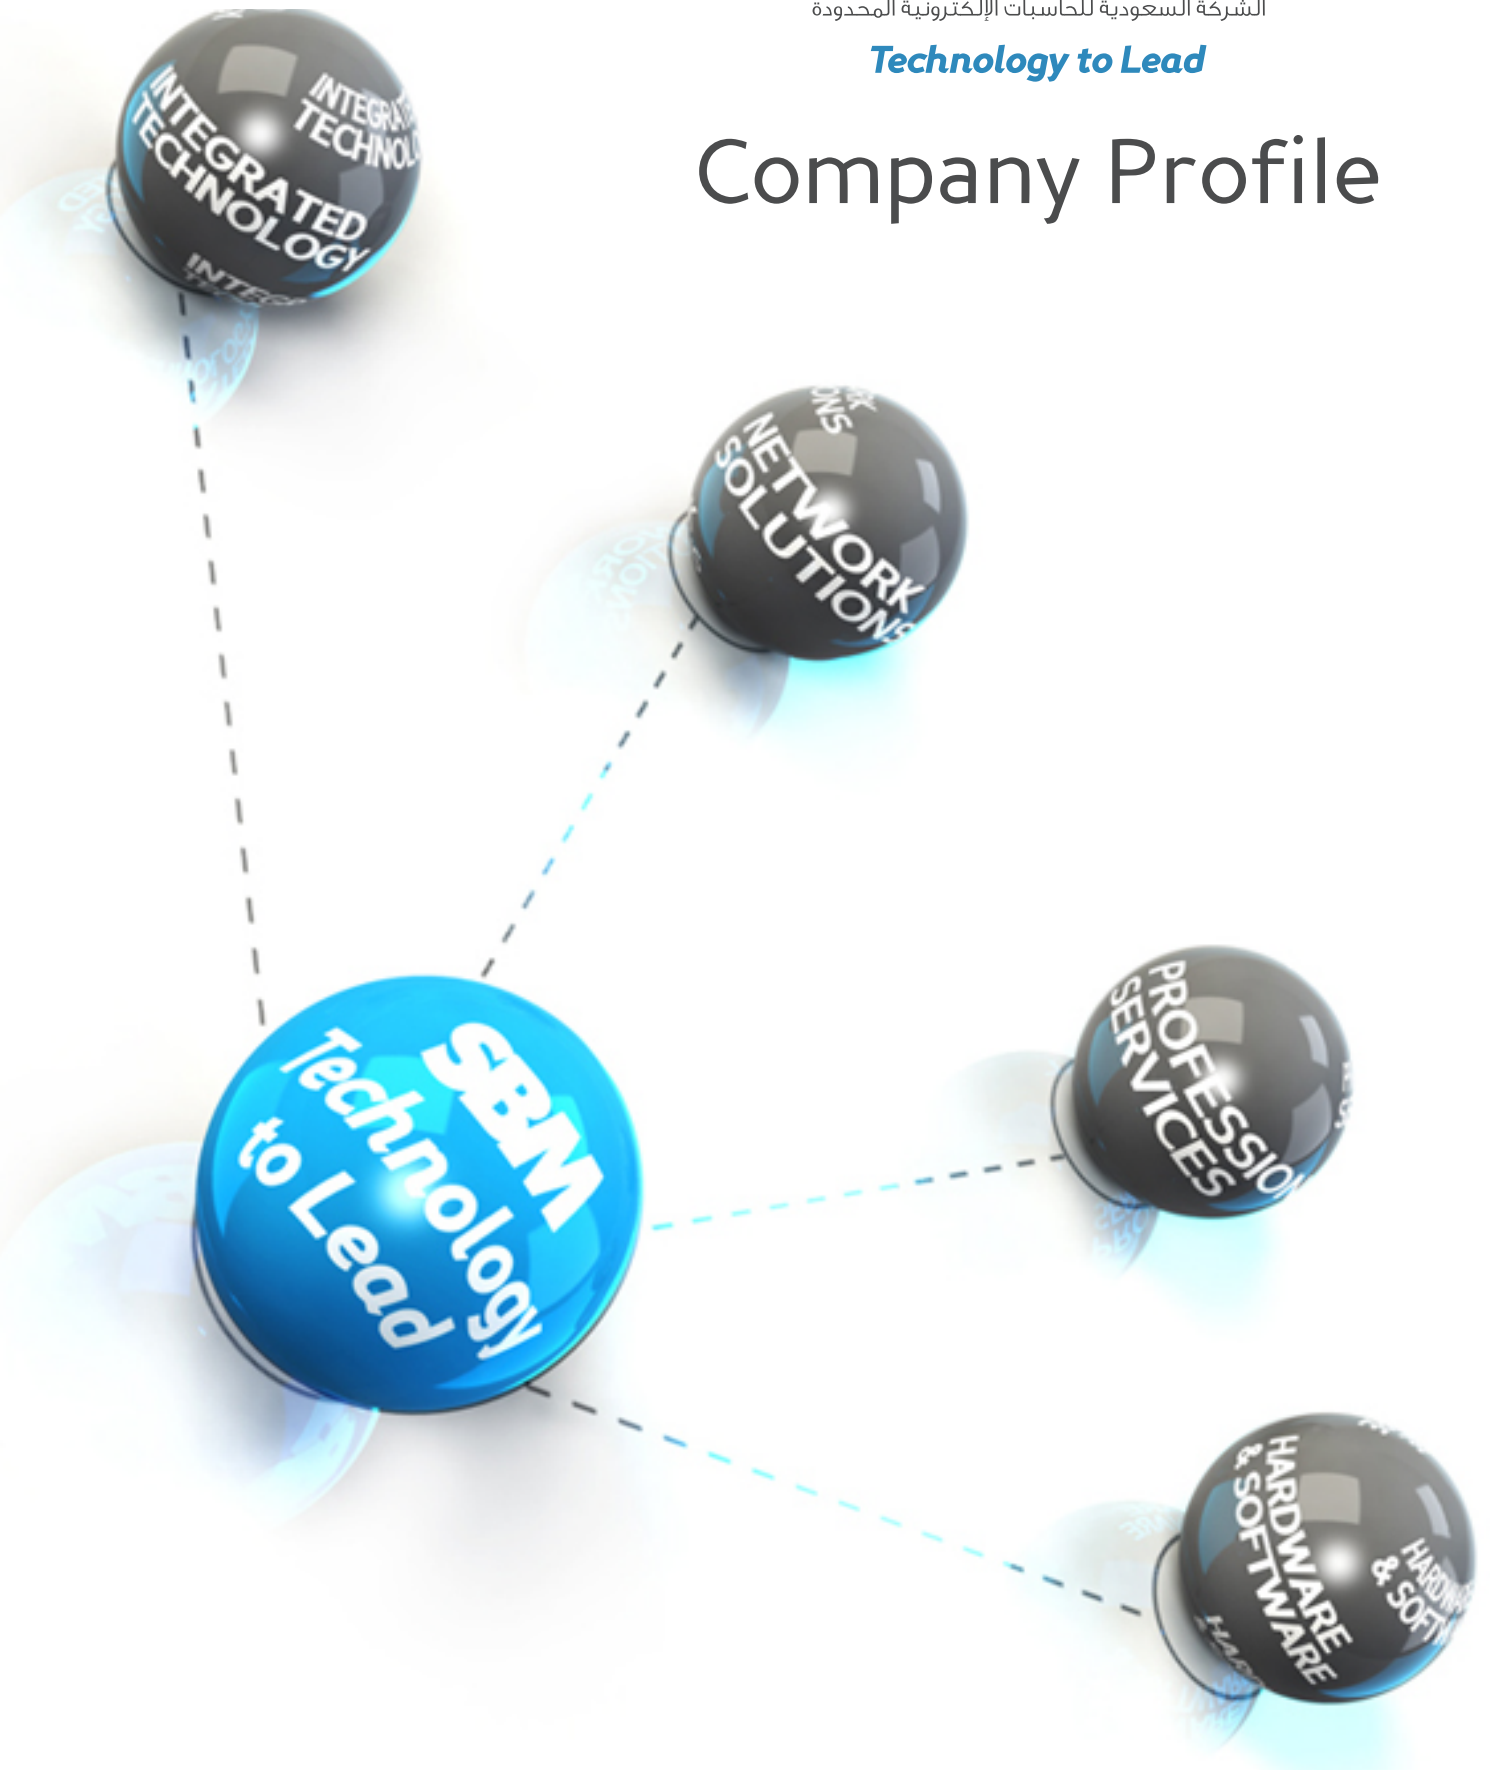 الشركة السعودية للحاسبات الإلكترونية المحدودة
Technology to Lead
Company Profile
INTEGRATED
TECHNOLOGY
NETWORK
SOLUTIONS
SBM
Technology
to Lead
SERVICES
HARDWARE
& SOFTWARE